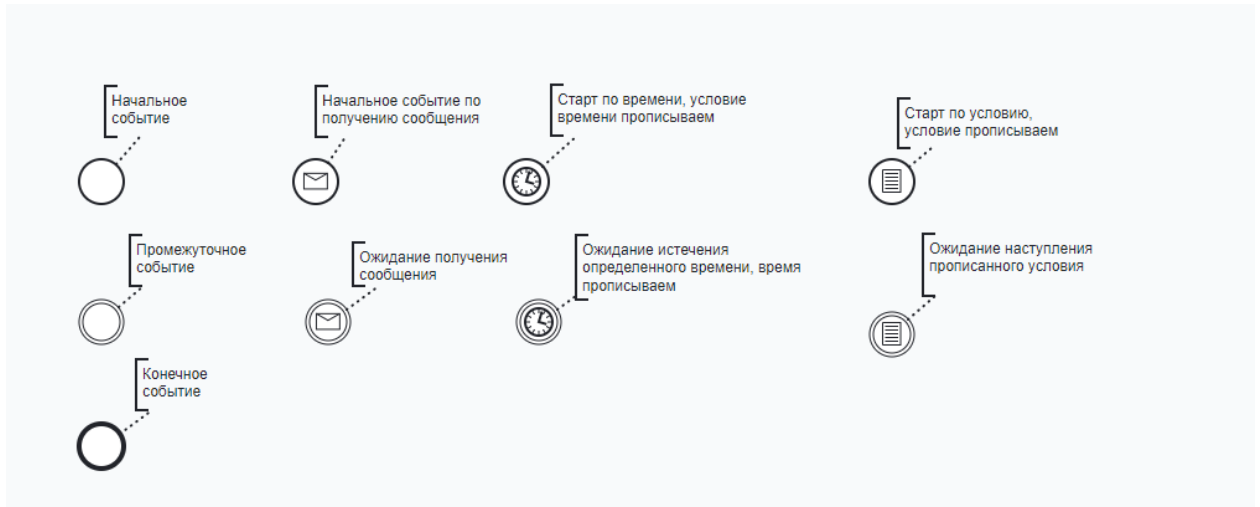 Начальное
событие
Начальное событие по
получению сообщения
Старт по времени, условие
времени прописываем
Старт по условию,
условие прописываем
Промежуточное
событие
Ожидание получения
сообщения
Ожидание истечения
определенного времени, время
прописываем
Ожидание наступления
прописанного условия
Конечное
событие